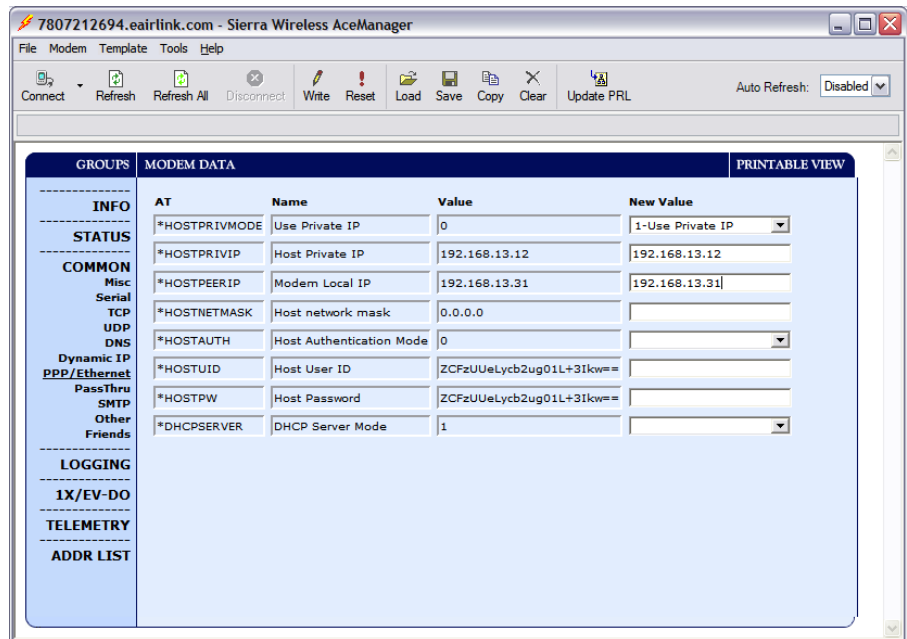 7807212694.eairlink.com - Sierra Wireless AceManager
File Modem Template Tools Help
Connect Refresh Refresh All Disconnect Write Reset Load Save Copy Clear Update PRL Auto Refresh: Disabled
GROUPS MODEM DATA PRINTABLE VIEW
--------------
INFO
--------------
STATUS
--------------
COMMON
Misc
Serial
TCP
UDP
DNS
Dynamic IP
PPP/Ethernet
PassThru
SMTP
Other
Friends
--------------
LOGGING
--------------
1X/EV-DO
--------------
TELEMETRY
--------------
ADDR LIST
AT Name Value New Value
*HOSTPRIVMODE Use Private IP 0 1-Use Private IP
*HOSTPRIVIP Host Private IP 192.168.13.12 192.168.13.12
*HOSTPEERIP Modem Local IP 192.168.13.31 192.168.13.31
*HOSTNETMASK Host network mask 0.0.0.0
*HOSTAUTH Host Authentication Mode 0
*HOSTUID Host User ID ZCFzUUeLycb2ug01L+3Ikw==
*HOSTPW Host Password ZCFzUUeLycb2ug01L+3Ikw==
*DHCPSERVER DHCP Server Mode 1